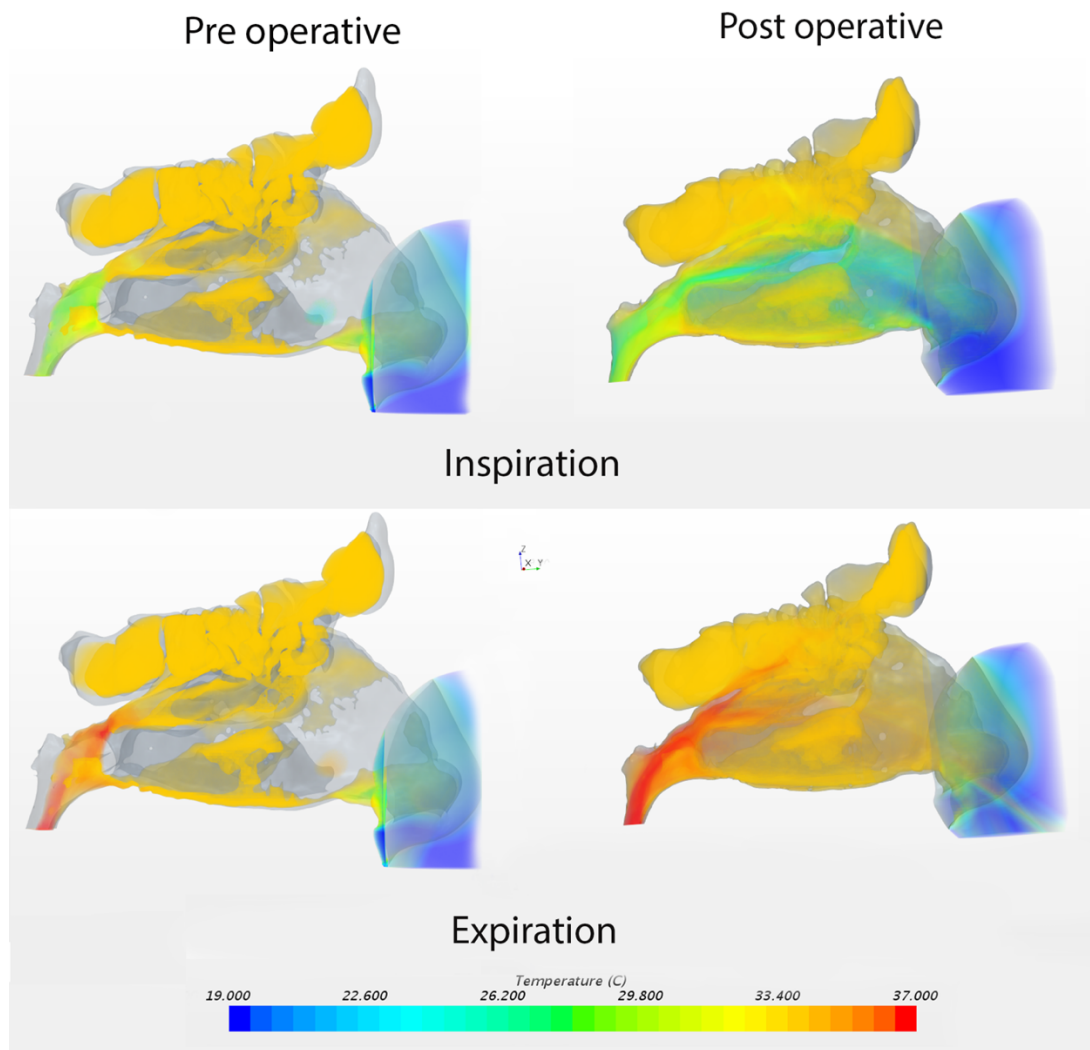 Pre operative
Post operative
Inspiration
Z
X Y
Expiration
Temperature (C)
19.000 22.600 26.200 29.800 33.400 37.000